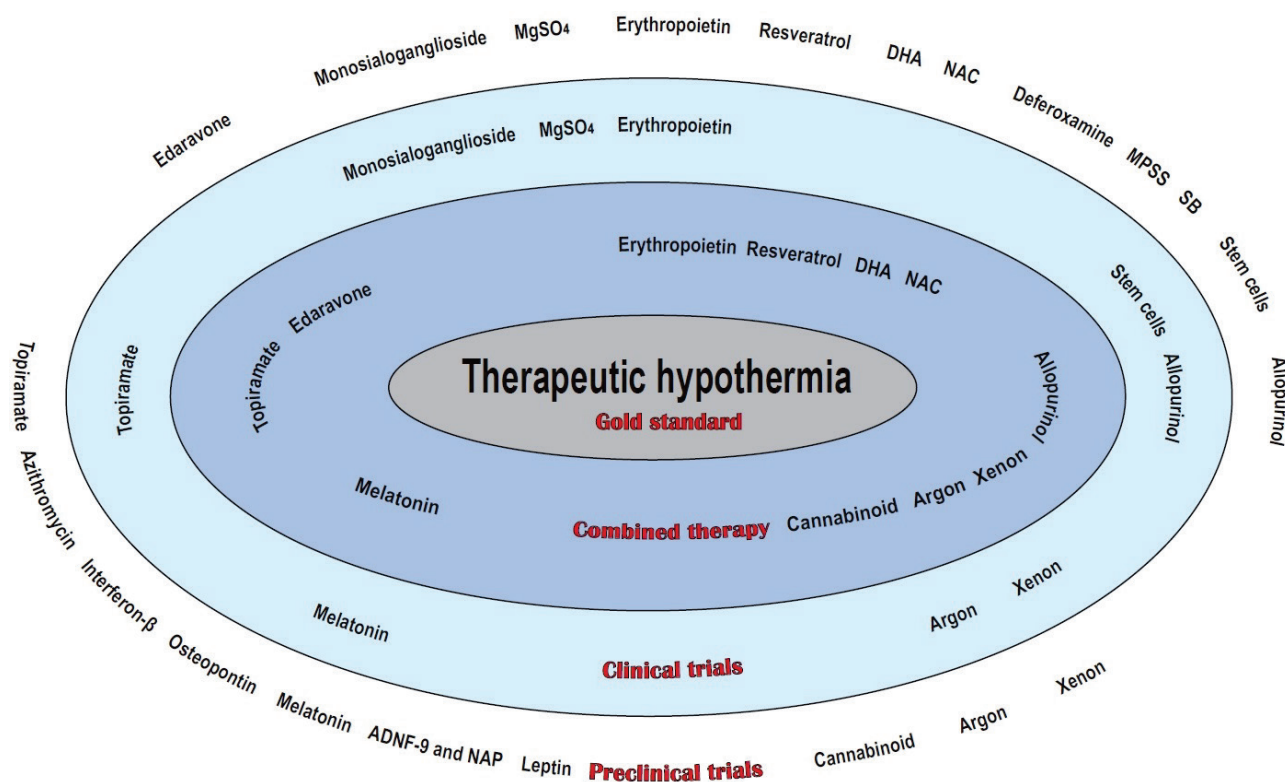 Monosialoganglioside MgSO₄ Erythropoietin Resveratrol DHA NAC Deferoxamine MPSS SB Stem cells Allopurinol
Edaravone
Topiramate Azithromycin Interferon-β Osteopontin Melatonin ADNF-9 and NAP Leptin
Preclinical trials
Cannabinoid Argon Xenon
Monosialoganglioside MgSO₄ Erythropoietin
Stem cells Allopurinol
Topiramate
Melatonin
Clinical trials
Argon Xenon
Erythropoietin Resveratrol DHA NAC
Topiramate Edaravone
Allopurinol
Melatonin
Combined therapy
Cannabinoid Argon Xenon
Therapeutic hypothermia
Gold standard